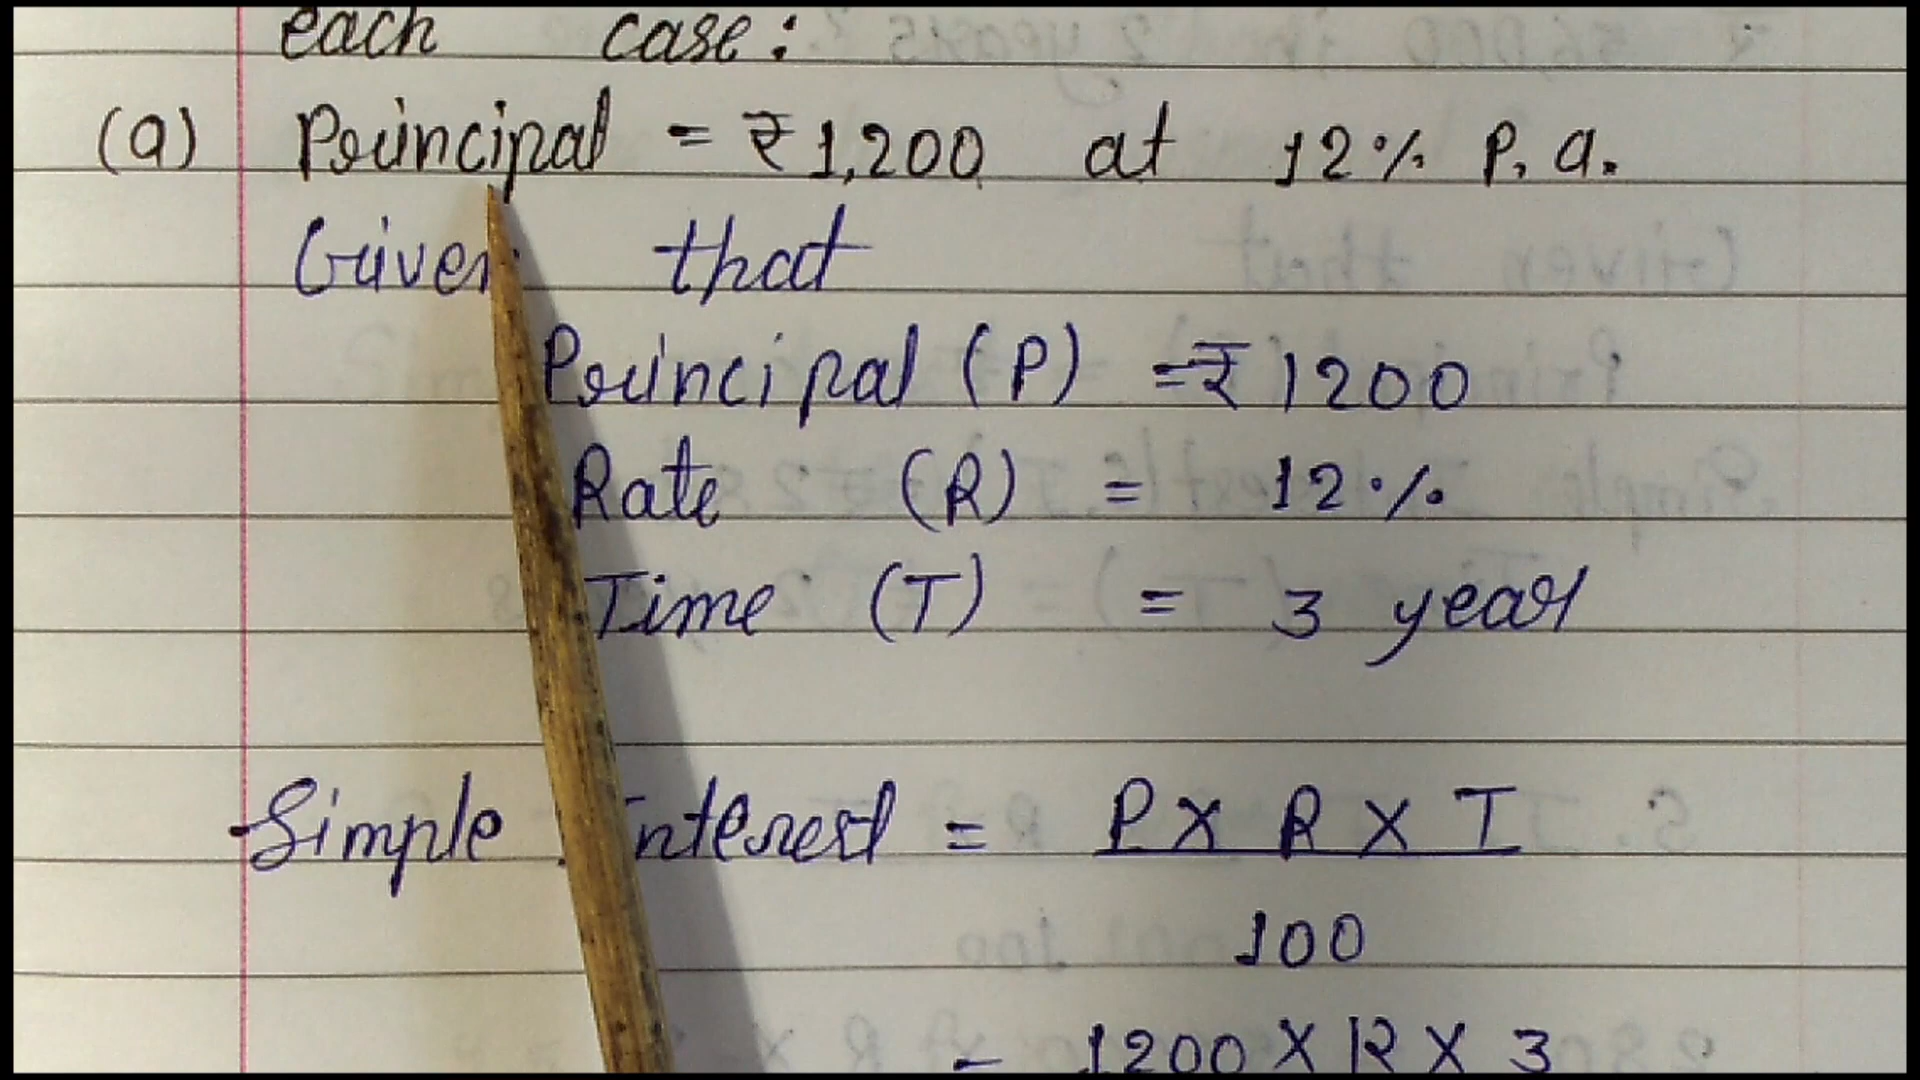 each case:
(a) Principal = ₹ 1,200 at 12% P.a.
Given that
Principal (P) = ₹ 1200
Rate (R) = 12%
Time (T) = 3 year
Simple Interest = P X R X T
100
= 1200 X 12 X 3